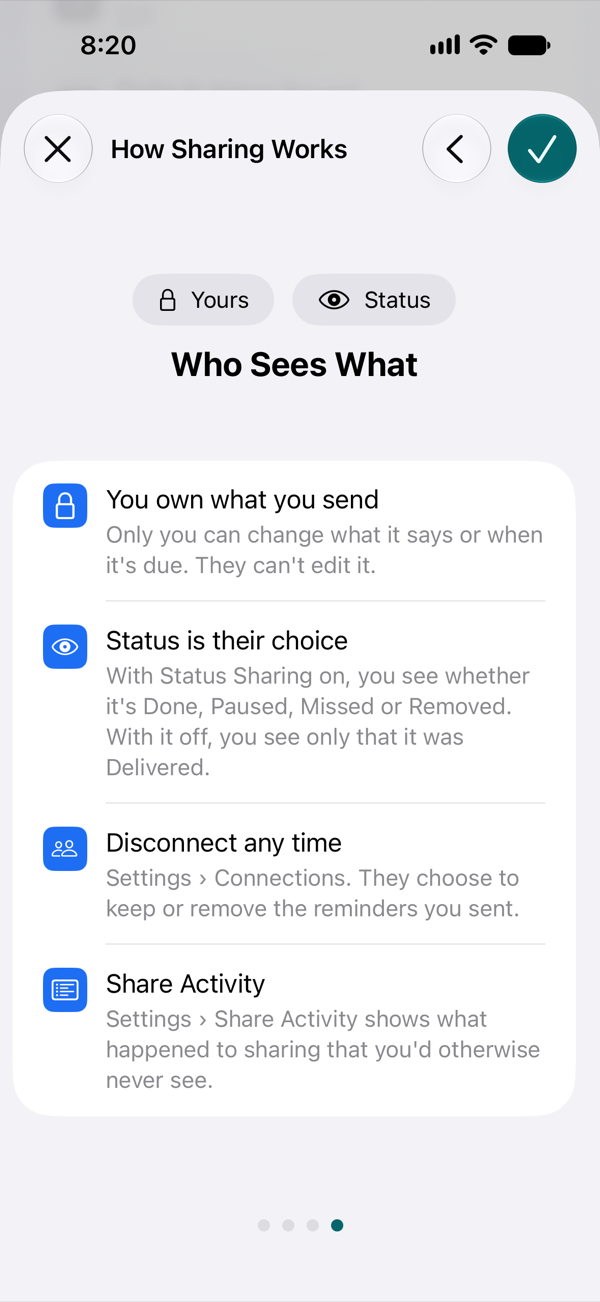 8:20
How Sharing Works
Yours
Status
Who Sees What
You own what you send
Only you can change what it says or when
it's due. They can't edit it.
Status is their choice
With Status Sharing on, you see whether
it's Done, Paused, Missed or Removed.
With it off, you see only that it was
Delivered.
Disconnect any time
Settings › Connections. They choose to
keep or remove the reminders you sent.
Share Activity
Settings › Share Activity shows what
happened to sharing that you'd otherwise
never see.